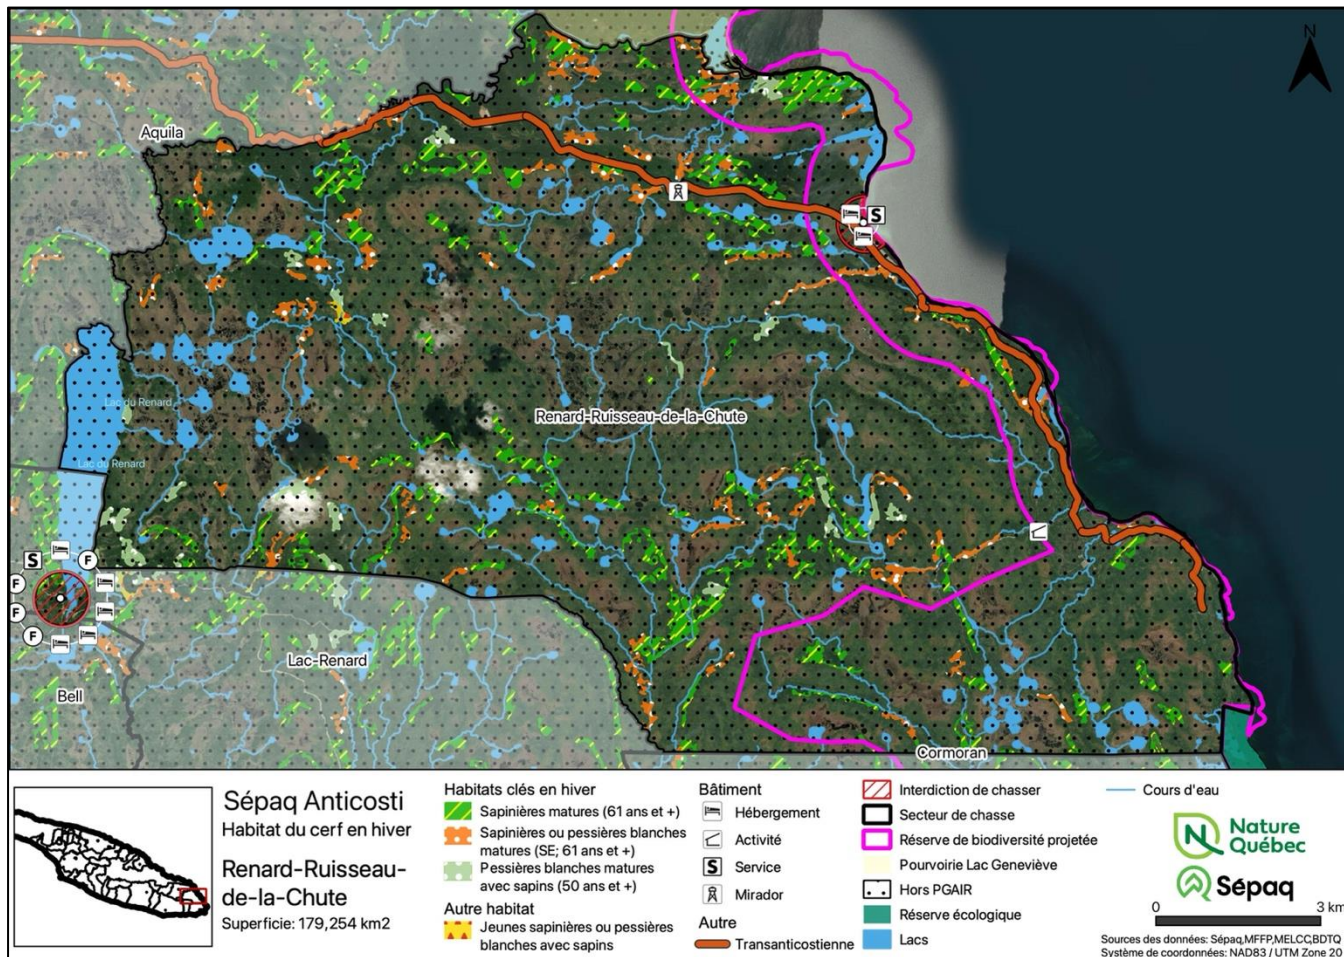 N
Aquila
S
Renard-Ruisseau-de-la-Chute
Lac du Renard
Lac du Renard
S
F
F
F
F
Lac-Renard
Bell
Cormoran
Sépaq Anticosti
Habitat du cerf en hiver
Renard-Ruisseau-
de-la-Chute
Superficie: 179,254 km2
Habitats clés en hiver
Sapinières matures (61 ans et +)
Sapinières ou pessières blanches
matures (SE; 61 ans et +)
Pessières blanches matures
avec sapins (50 ans et +)
Autre habitat
Jeunes sapinières ou pessières
blanches avec sapins
Bâtiment
Hébergement
Activité
S Service
Mirador
Autre
Transanticostienne
Interdiction de chasser
Secteur de chasse
Réserve de biodiversité projetée
Pourvoirie Lac Geneviève
Hors PGAIR
Réserve écologique
Lacs
Cours d'eau
Nature
Québec
Sépaq
0 3 km
Sources des données: Sépaq,MFFP,MELCC,BDTQ
Système de coordonnées: NAD83 / UTM Zone 20